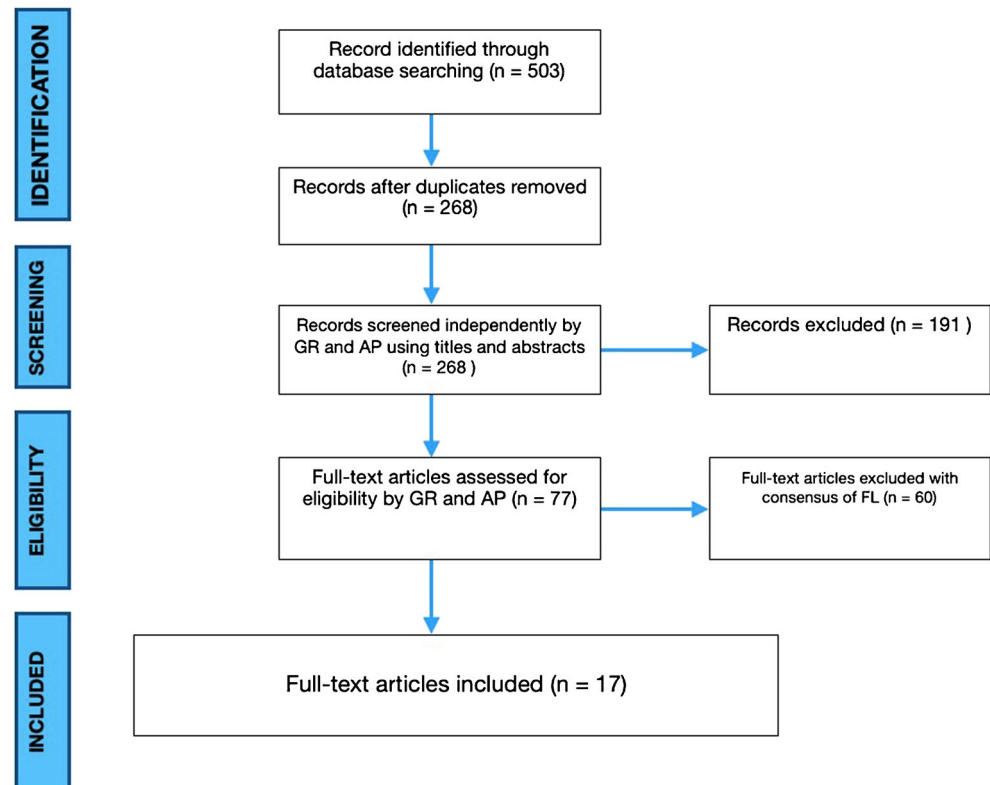 IDENTIFICATION
Record identified through
database searching (n = 503)
Records after duplicates removed
(n = 268)
SCREENING
Records screened independently by
GR and AP using titles and abstracts
(n = 268 )
Records excluded (n = 191 )
ELIGIBILITY
Full-text articles assessed for
eligibility by GR and AP (n = 77)
Full-text articles excluded with
consensus of FL (n = 60)
INCLUDED
Full-text articles included (n = 17)